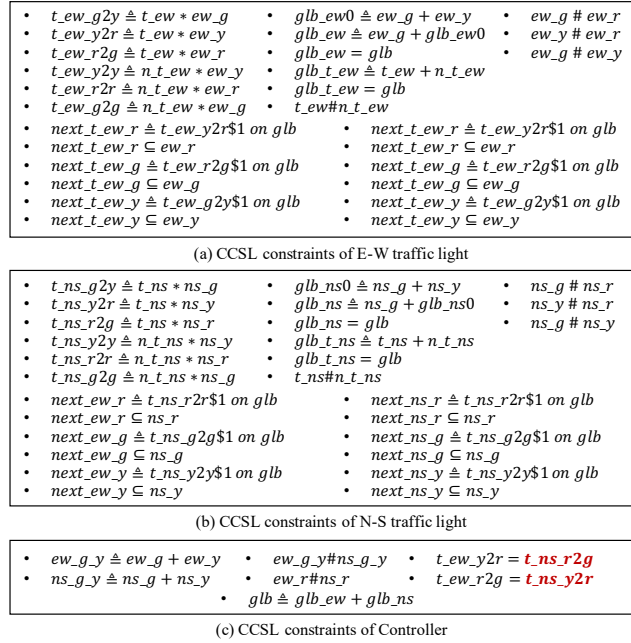 • t_ew_g2y ≜ t_ew ∗ ew_g • glb_ew0 ≜ ew_g + ew_y • ew_g # ew_r
• t_ew_y2r ≜ t_ew ∗ ew_y • glb_ew ≜ ew_g + glb_ew0 • ew_y # ew_r
• t_ew_r2g ≜ t_ew ∗ ew_r • glb_ew = glb • ew_g # ew_y
• t_ew_y2y ≜ n_t_ew ∗ ew_y • glb_t_ew ≜ t_ew + n_t_ew
• t_ew_r2r ≜ n_t_ew ∗ ew_r • glb_t_ew = glb
• t_ew_g2g ≜ n_t_ew ∗ ew_g • t_ew#n_t_ew
• next_t_ew_r ≜ t_ew_y2r$1 on glb • next_t_ew_r ≜ t_ew_y2r$1 on glb
• next_t_ew_r ⊆ ew_r • next_t_ew_r ⊆ ew_r
• next_t_ew_g ≜ t_ew_r2g$1 on glb • next_t_ew_g ≜ t_ew_r2g$1 on glb
• next_t_ew_g ⊆ ew_g • next_t_ew_g ⊆ ew_g
• next_t_ew_y ≜ t_ew_g2y$1 on glb • next_t_ew_y ≜ t_ew_g2y$1 on glb
• next_t_ew_y ⊆ ew_y • next_t_ew_y ⊆ ew_y
(a) CCSL constraints of E-W traffic light
• t_ns_g2y ≜ t_ns ∗ ns_g • glb_ns0 ≜ ns_g + ns_y • ns_g # ns_r
• t_ns_y2r ≜ t_ns ∗ ns_y • glb_ns ≜ ns_g + glb_ns0 • ns_y # ns_r
• t_ns_r2g ≜ t_ns ∗ ns_r • glb_ns = glb • ns_g # ns_y
• t_ns_y2y ≜ n_t_ns ∗ ns_y • glb_t_ns ≜ t_ns + n_t_ns
• t_ns_r2r ≜ n_t_ns ∗ ns_r • glb_t_ns = glb
• t_ns_g2g ≜ n_t_ns ∗ ns_g • t_ns#n_t_ns
• next_ew_r ≜ t_ns_r2r$1 on glb • next_ns_r ≜ t_ns_r2r$1 on glb
• next_ew_r ⊆ ns_r • next_ns_r ⊆ ns_r
• next_ew_g ≜ t_ns_g2g$1 on glb • next_ns_g ≜ t_ns_g2g$1 on glb
• next_ew_g ⊆ ns_g • next_ns_g ⊆ ns_g
• next_ew_y ≜ t_ns_y2y$1 on glb • next_ns_y ≜ t_ns_y2y$1 on glb
• next_ew_y ⊆ ns_y • next_ns_y ⊆ ns_y
(b) CCSL constraints of N-S traffic light
• ew_g_y ≜ ew_g + ew_y • ew_g_y#ns_g_y • t_ew_y2r = t_ns_r2g
• ns_g_y ≜ ns_g + ns_y • ew_r#ns_r • t_ew_r2g = t_ns_y2r
• glb ≜ glb_ew + glb_ns
(c) CCSL constraints of Controller